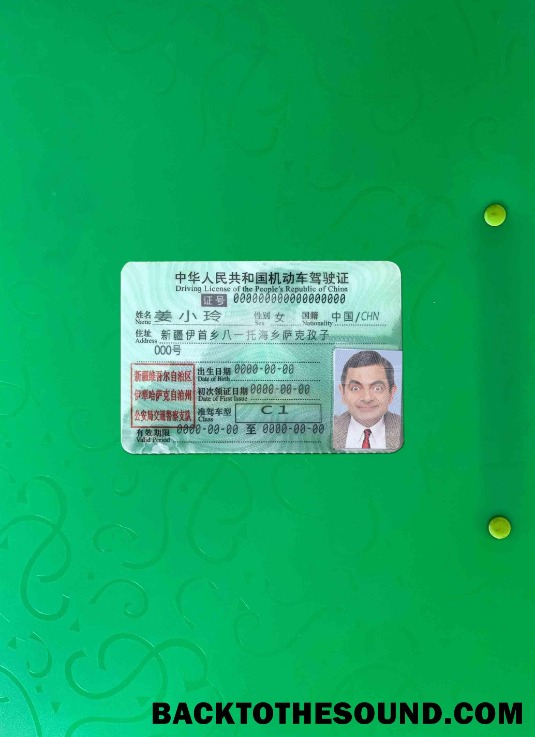 中华人民共和国机动车驾驶证
Driving License of the People's Republic of China
证号 000000000000000000
姓名 姜小玲 性别 女 国籍 中国/CHN
Name Sex Nationality
住址 新疆伊首乡八一托海乡萨克孜子
Address
000号
新疆维吾尔自治区
伊犁哈萨克自治州
公安局交通警察支队
出生日期 0000-00-00
Date of Birth
初次领证日期 0000-00-00
Date of First Issue
准驾车型 C1
Class
有效期限 0000-00-00 至 0000-00-00
Valid Period
BACKTOTHESOUND.COM